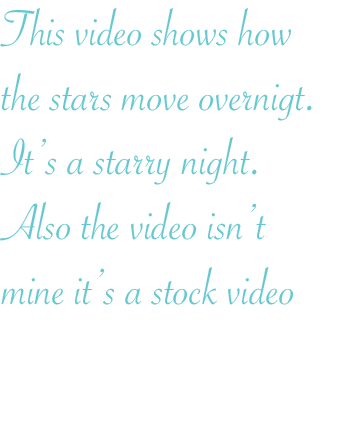 This video shows how
the stars move overnigt.
It's a starry night.
Also the video isn't
mine it's a stock video